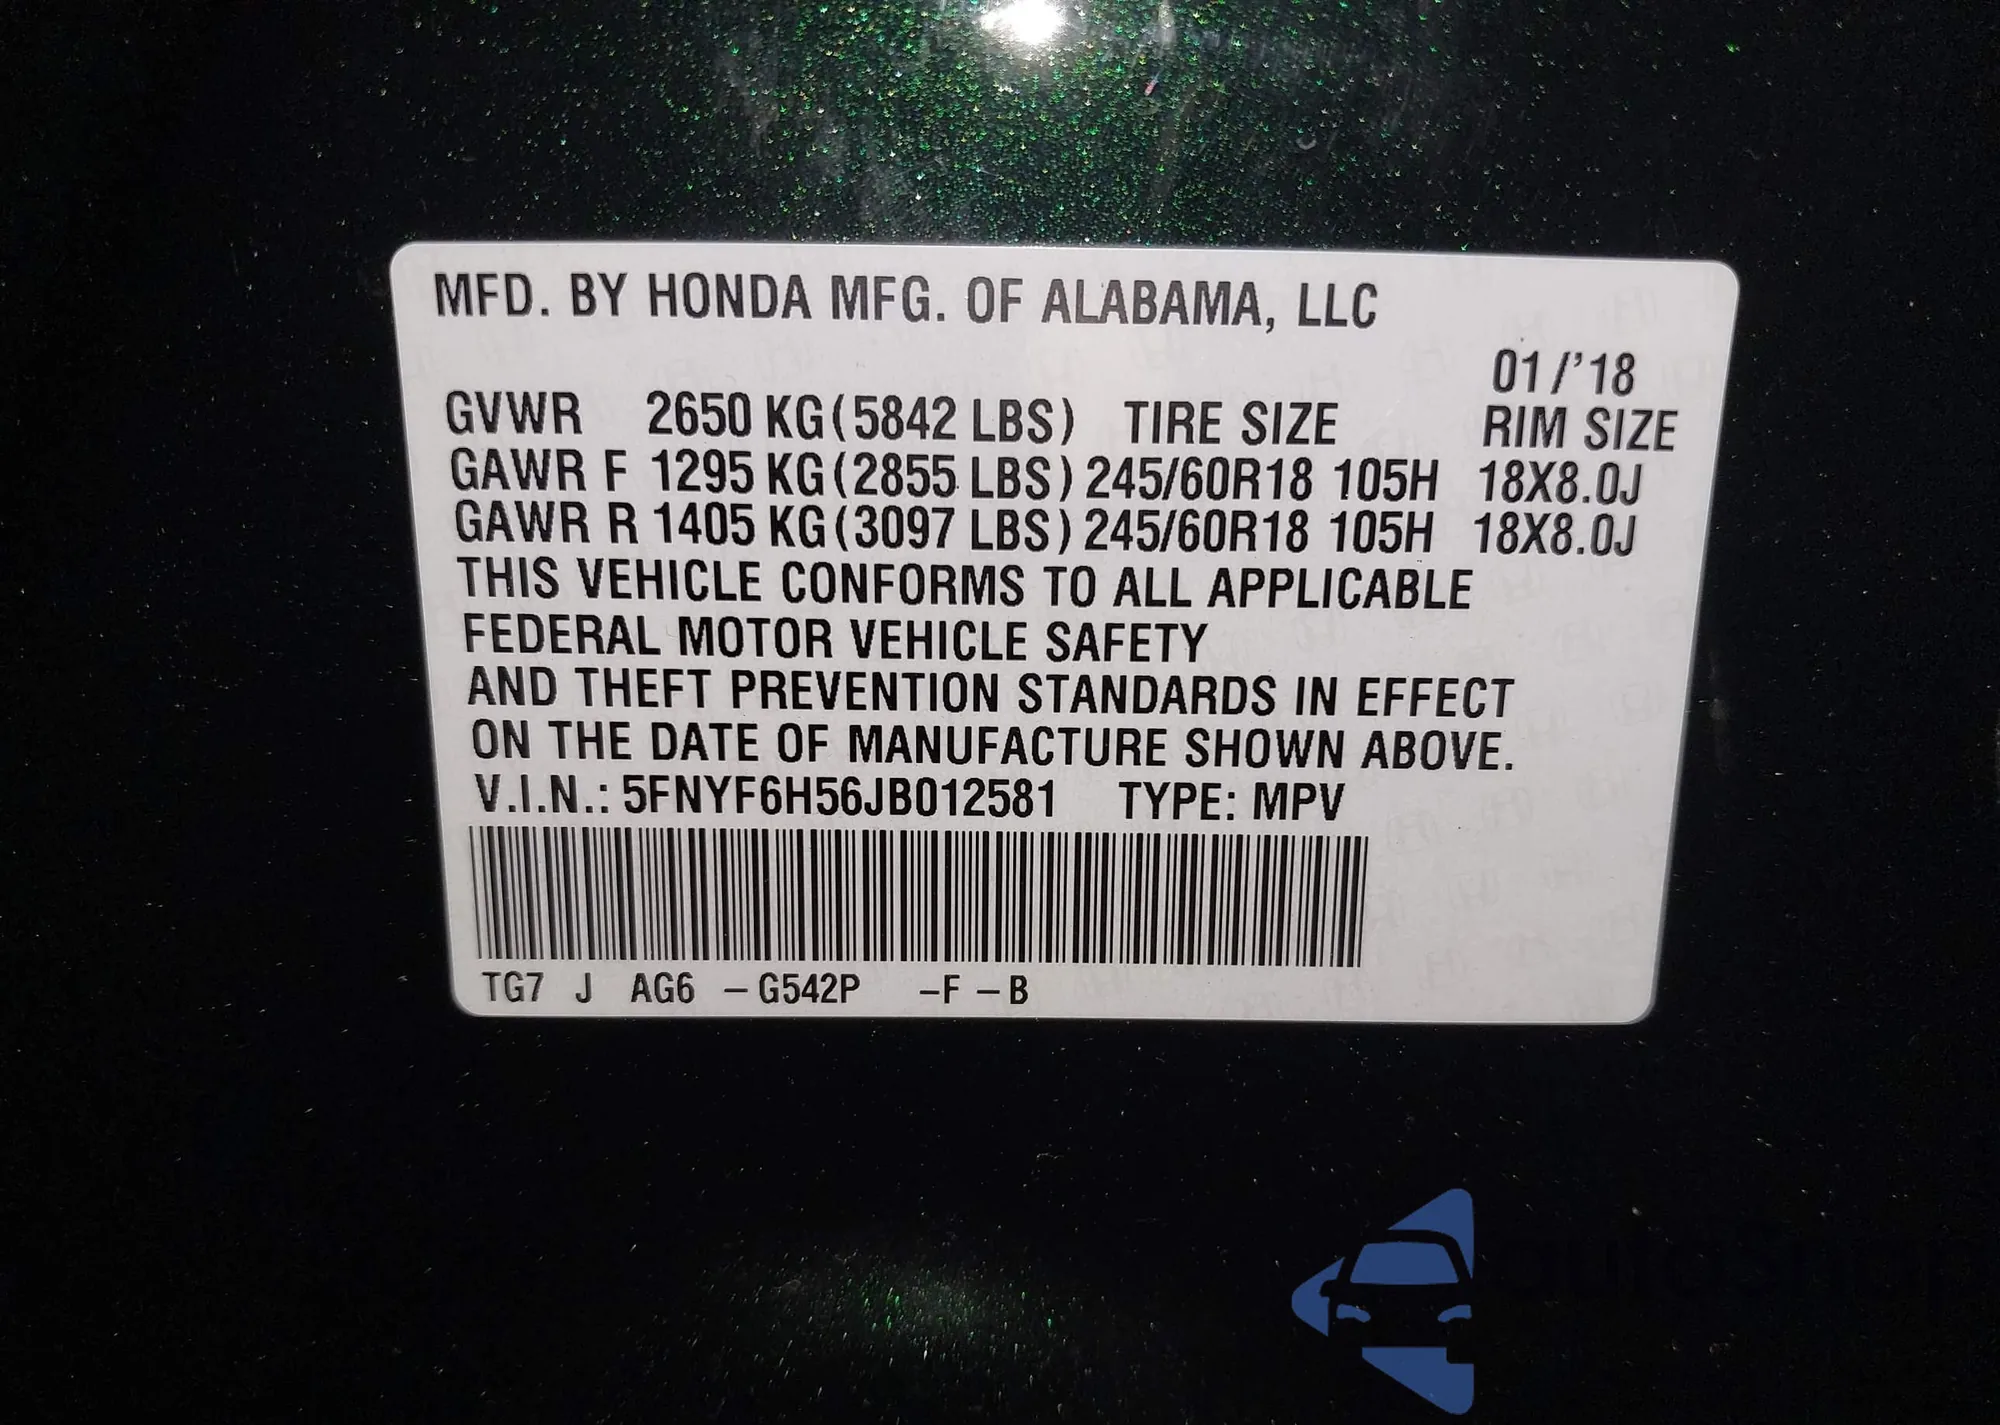 MFD. BY HONDA MFG. OF ALABAMA, LLC
01/'18
GVWR 2650 KG(5842 LBS) TIRE SIZE RIM SIZE
GAWR F 1295 KG(2855 LBS) 245/60R18 105H 18X8.0J
GAWR R 1405 KG(3097 LBS) 245/60R18 105H 18X8.0J
THIS VEHICLE CONFORMS TO ALL APPLICABLE
FEDERAL MOTOR VEHICLE SAFETY
AND THEFT PREVENTION STANDARDS IN EFFECT
ON THE DATE OF MANUFACTURE SHOWN ABOVE.
V.I.N.: 5FNYF6H56JB012581 TYPE: MPV
TG7 J AG6 –G542P –F –B